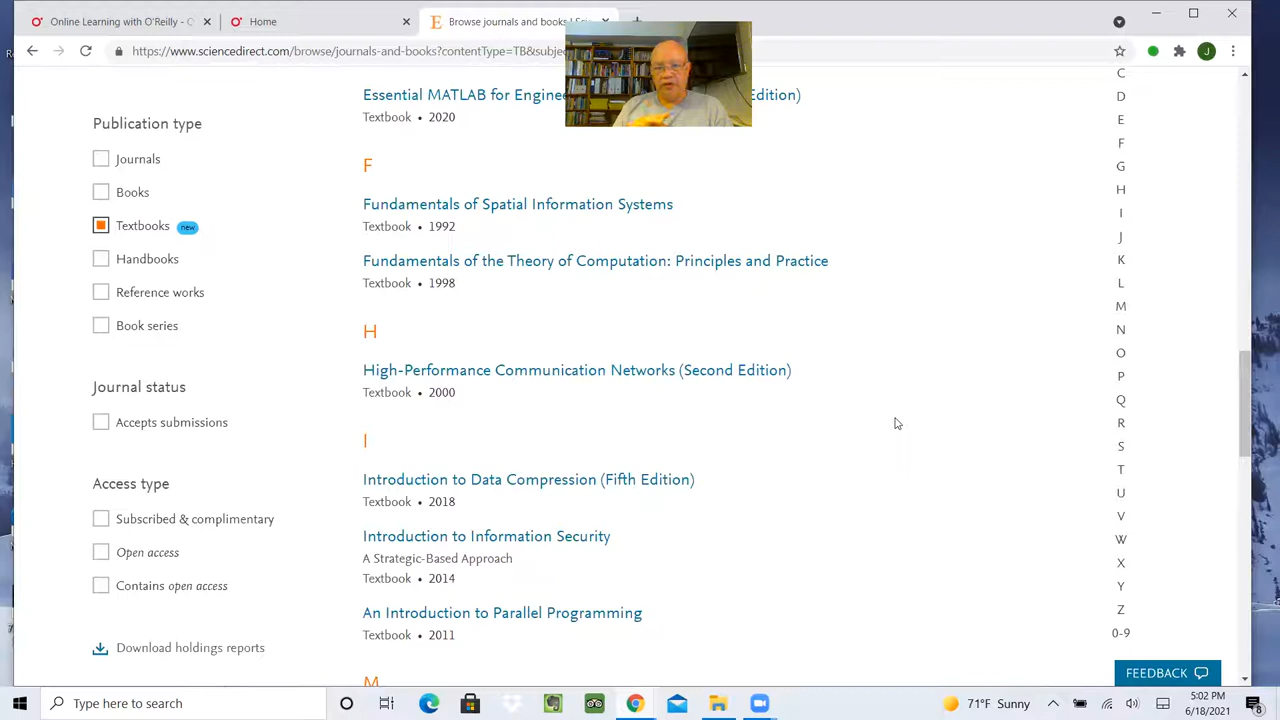 Online Learning with O'Reilly - O
Home
Browse journals and books | Sci
https://www.sciencedirect.com/
journals-and-books?contentType=TB&subje
J
Publication type
Journals
Books
Textbooks new
Handbooks
Reference works
Book series
Journal status
Accepts submissions
Access type
Subscribed & complimentary
Open access
Contains open access
Download holdings reports
Essential MATLAB for Engine
Edition)
Textbook • 2020
F
Fundamentals of Spatial Information Systems
Textbook • 1992
Fundamentals of the Theory of Computation: Principles and Practice
Textbook • 1998
H
High-Performance Communication Networks (Second Edition)
Textbook • 2000
I
Introduction to Data Compression (Fifth Edition)
Textbook • 2018
Introduction to Information Security
A Strategic-Based Approach
Textbook • 2014
An Introduction to Parallel Programming
Textbook • 2011
M
C
D
E
F
G
H
I
J
K
L
M
N
O
P
Q
R
S
T
U
V
W
X
Y
Z
0-9
FEEDBACK
Type here to search
71°F Sunny
5:02 PM
6/18/2021
8